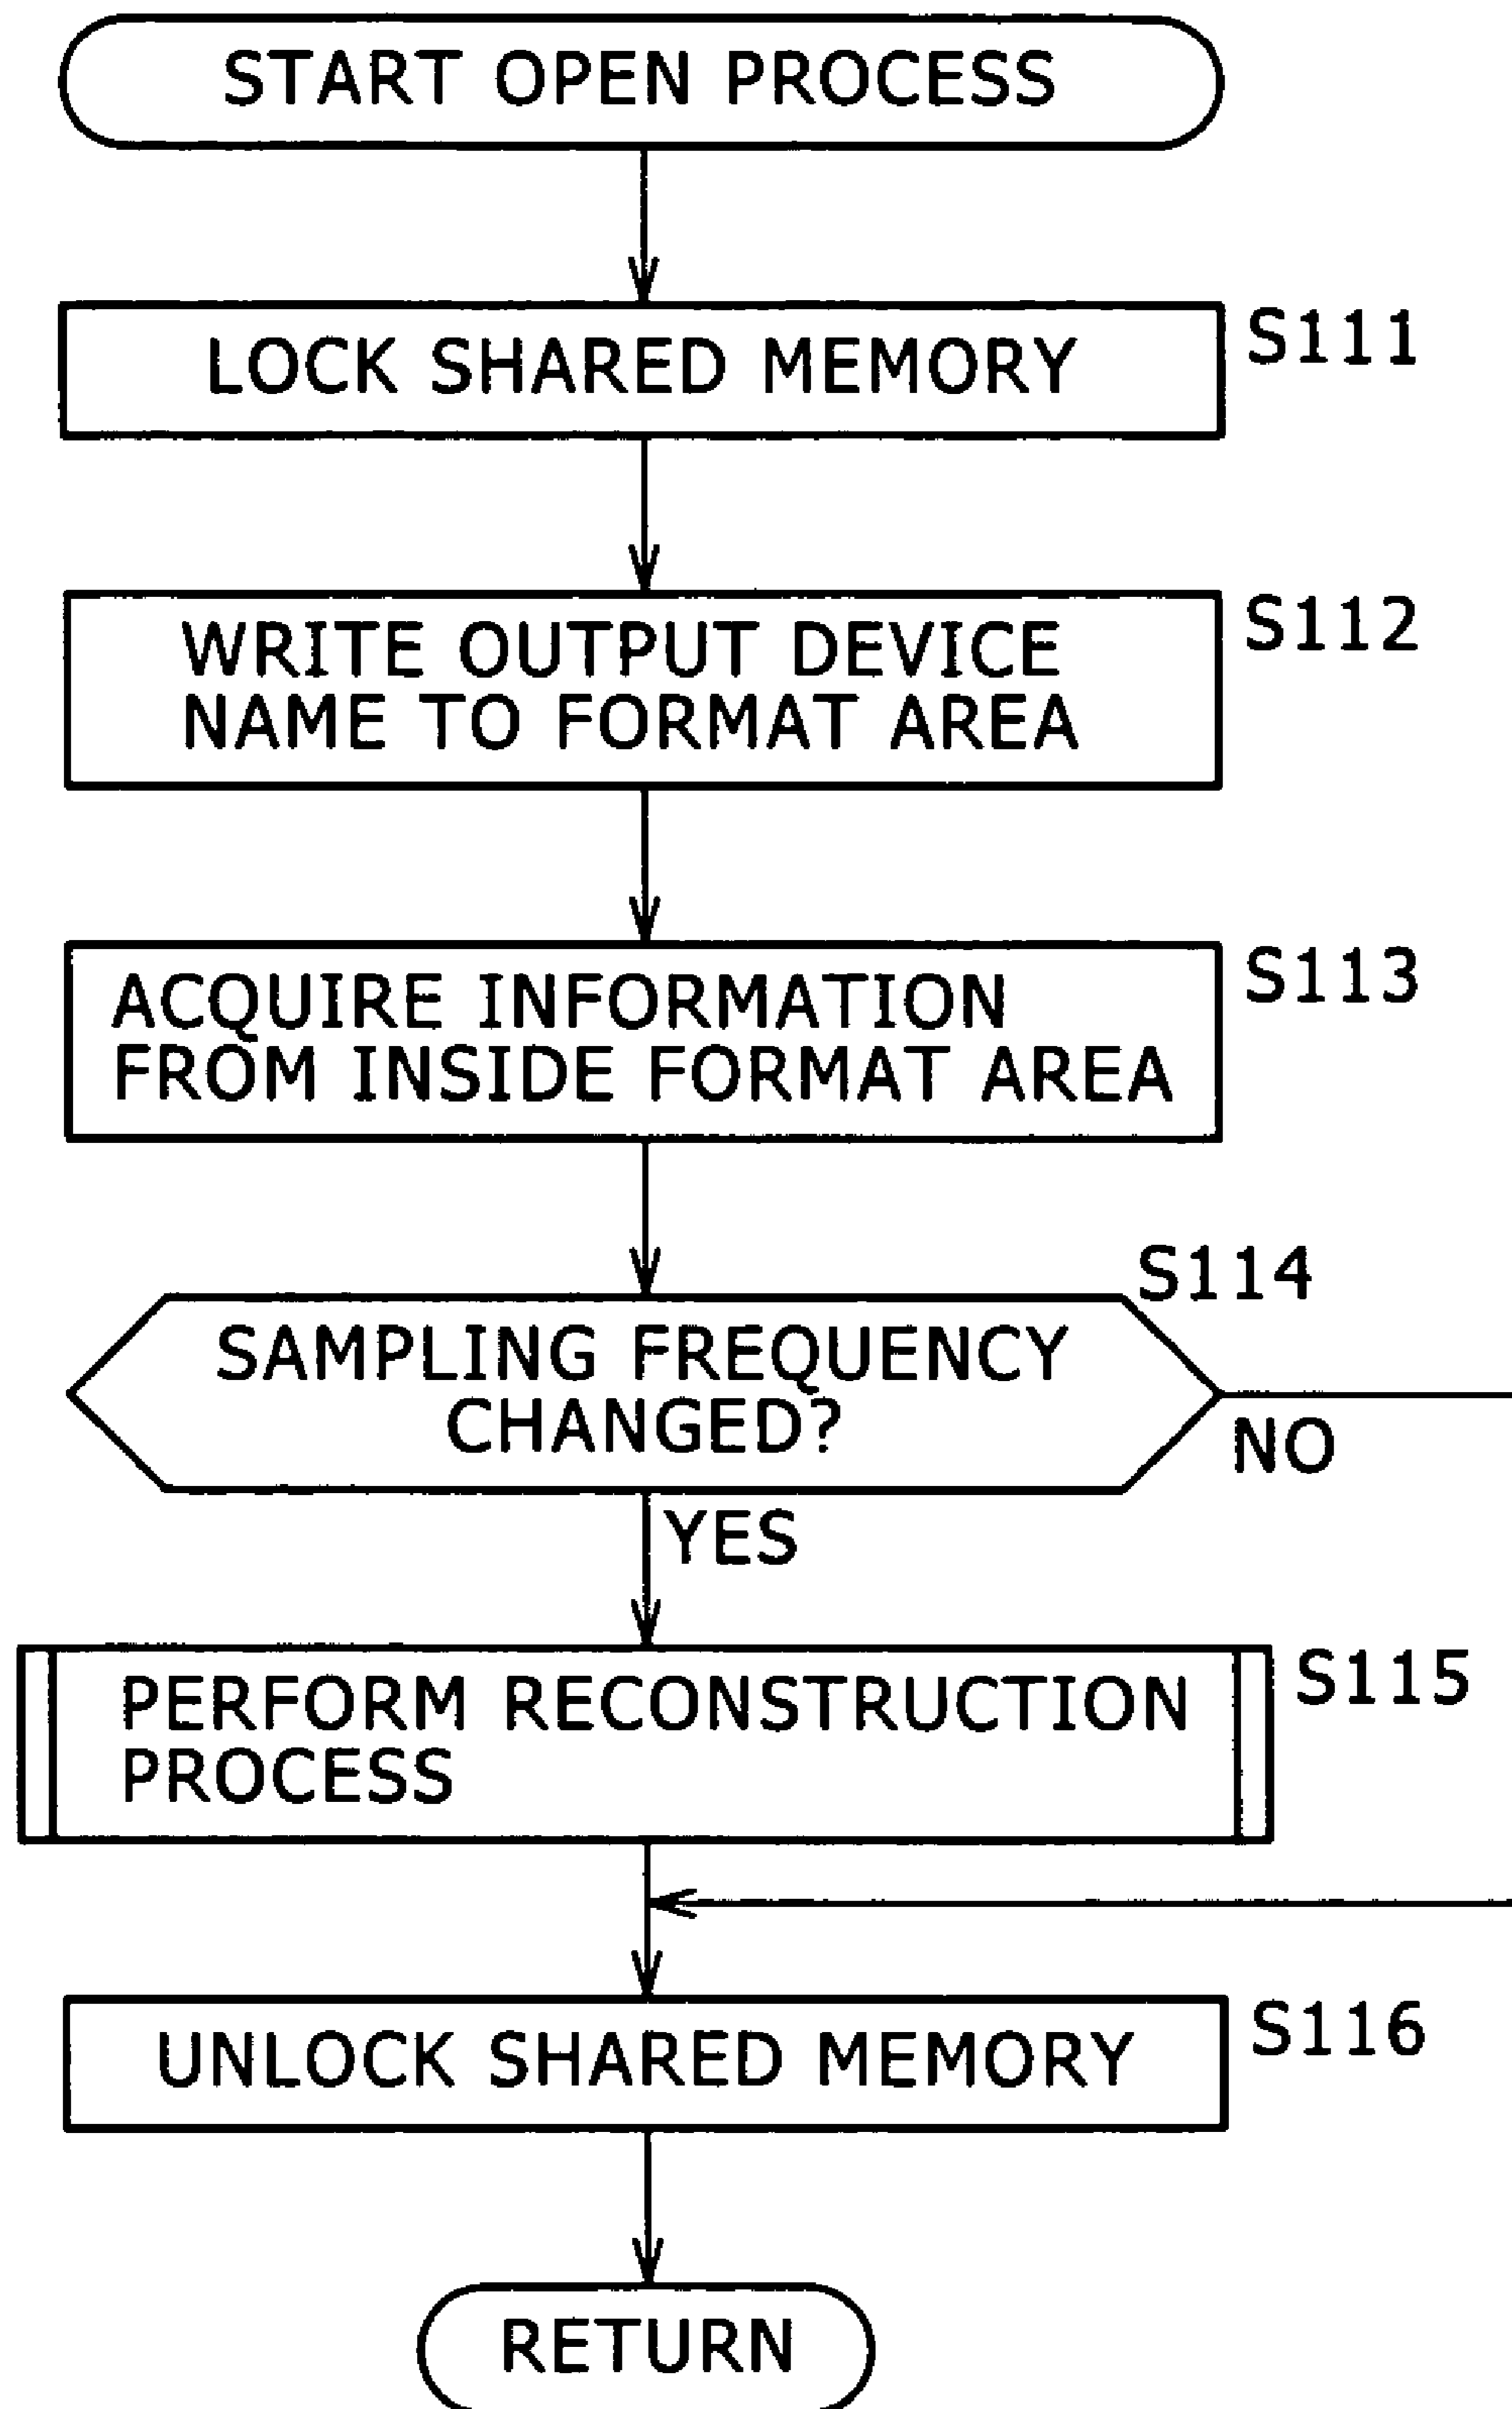 START OPEN PROCESS
LOCK SHARED MEMORY
S111
WRITE OUTPUT DEVICE
NAME TO FORMAT AREA
S112
ACQUIRE INFORMATION
FROM INSIDE FORMAT AREA
S113
S114
SAMPLING FREQUENCY
CHANGED?
NO
YES
PERFORM RECONSTRUCTION
PROCESS
S115
UNLOCK SHARED MEMORY
S116
RETURN